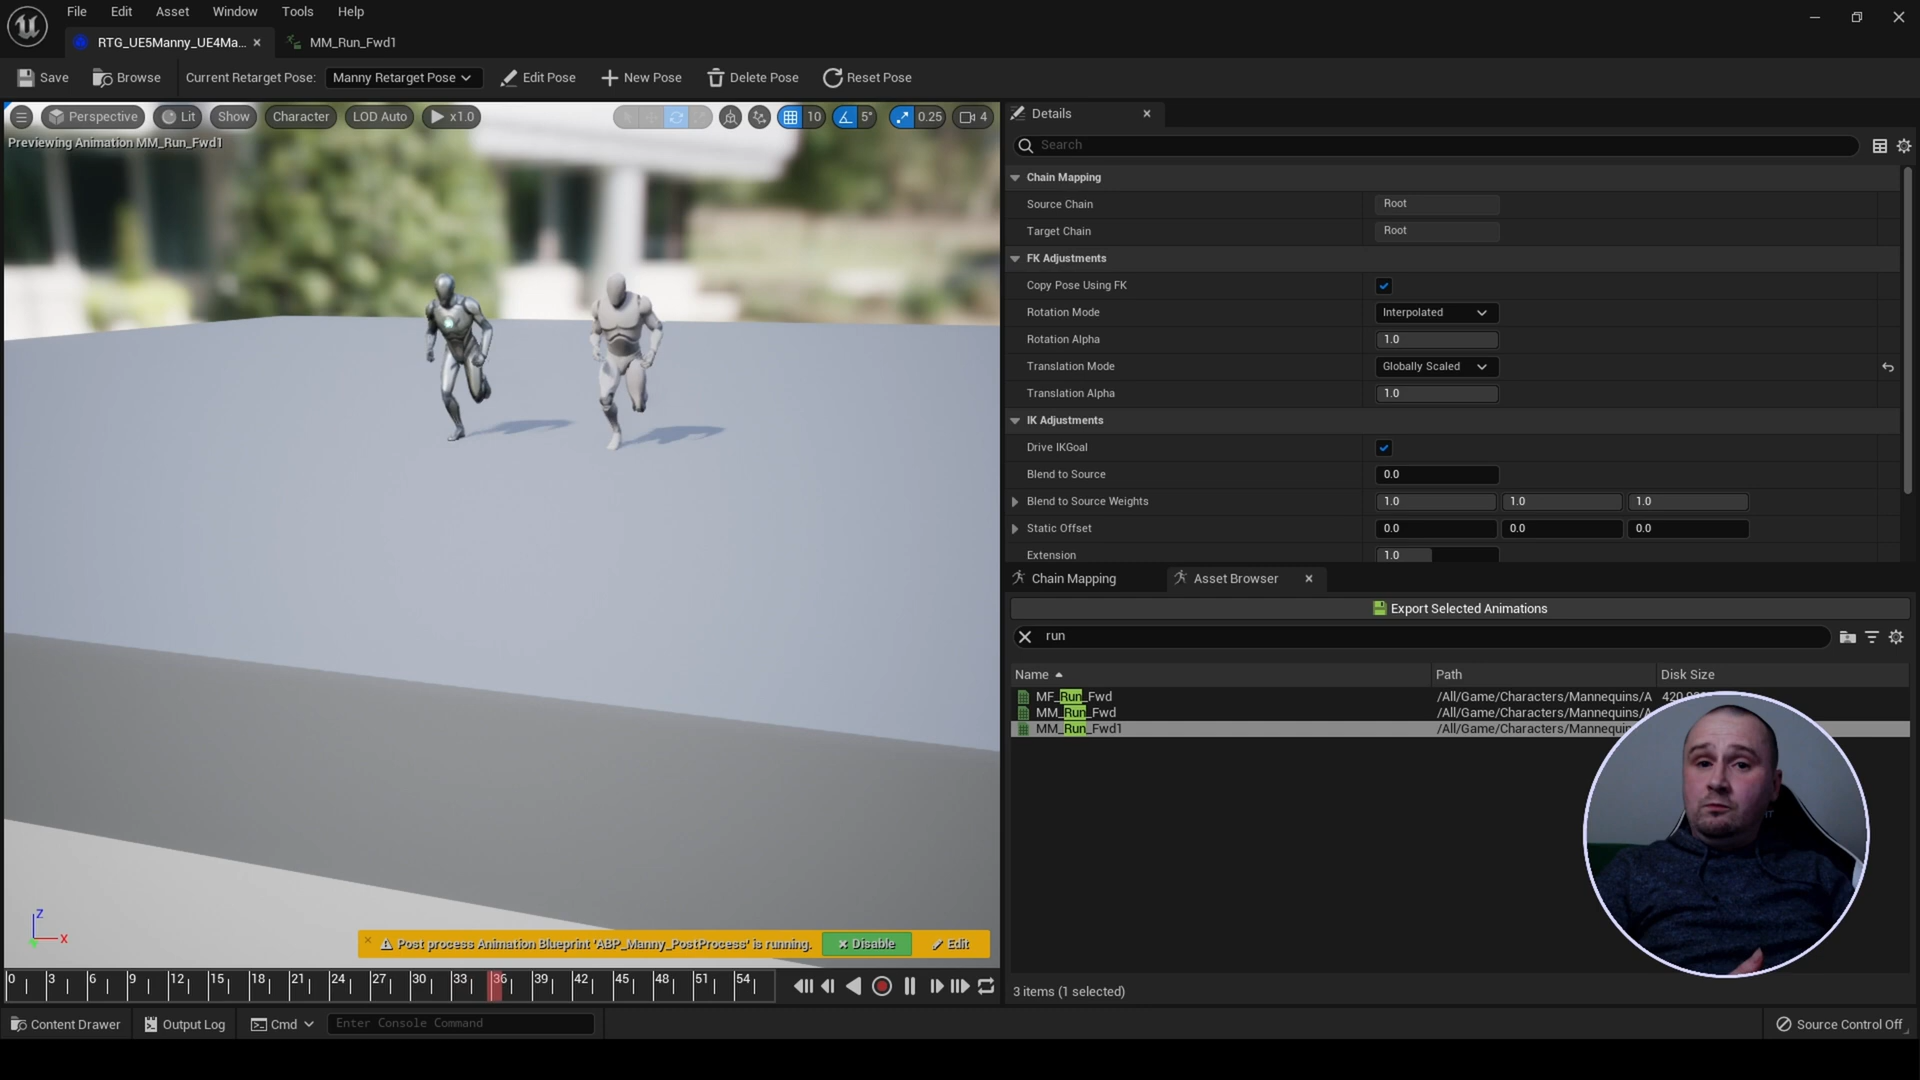 File Edit Asset Window Tools Help
RTG_UE5Manny_UE4Ma... MM_Run_Fwd1
Save Browse Current Retarget Pose: Manny Retarget Pose Edit Pose New Pose Delete Pose Reset Pose
Perspective Lit Show Character LOD Auto x1.0 10 5° 0.25 4
Previewing Animation MM_Run_Fwd1
Z
X
Post process Animation Blueprint 'ABP_Manny_PostProcess' is running. Disable Edit
0 3 6 9 12 15 18 21 24 27 30 33 36 39 42 45 48 51 54
Details
Search
Chain Mapping
Source Chain Root
Target Chain Root
FK Adjustments
Copy Pose Using FK
Rotation Mode Interpolated
Rotation Alpha 1.0
Translation Mode Globally Scaled
Translation Alpha 1.0
IK Adjustments
Drive IKGoal
Blend to Source 0.0
Blend to Source Weights 1.0 1.0 1.0
Static Offset 0.0 0.0 0.0
Extension 1.0
Chain Mapping Asset Browser
Export Selected Animations
run
Name Path Disk Size
MF_Run_Fwd /All/Game/Characters/Mannequins/A
MM_Run_Fwd /All/Game/Characters/Mannequins/A
MM_Run_Fwd1 /All/Game/Characters/Mannequin
3 items (1 selected)
Content Drawer Output Log Cmd Enter Console Command Source Control Off